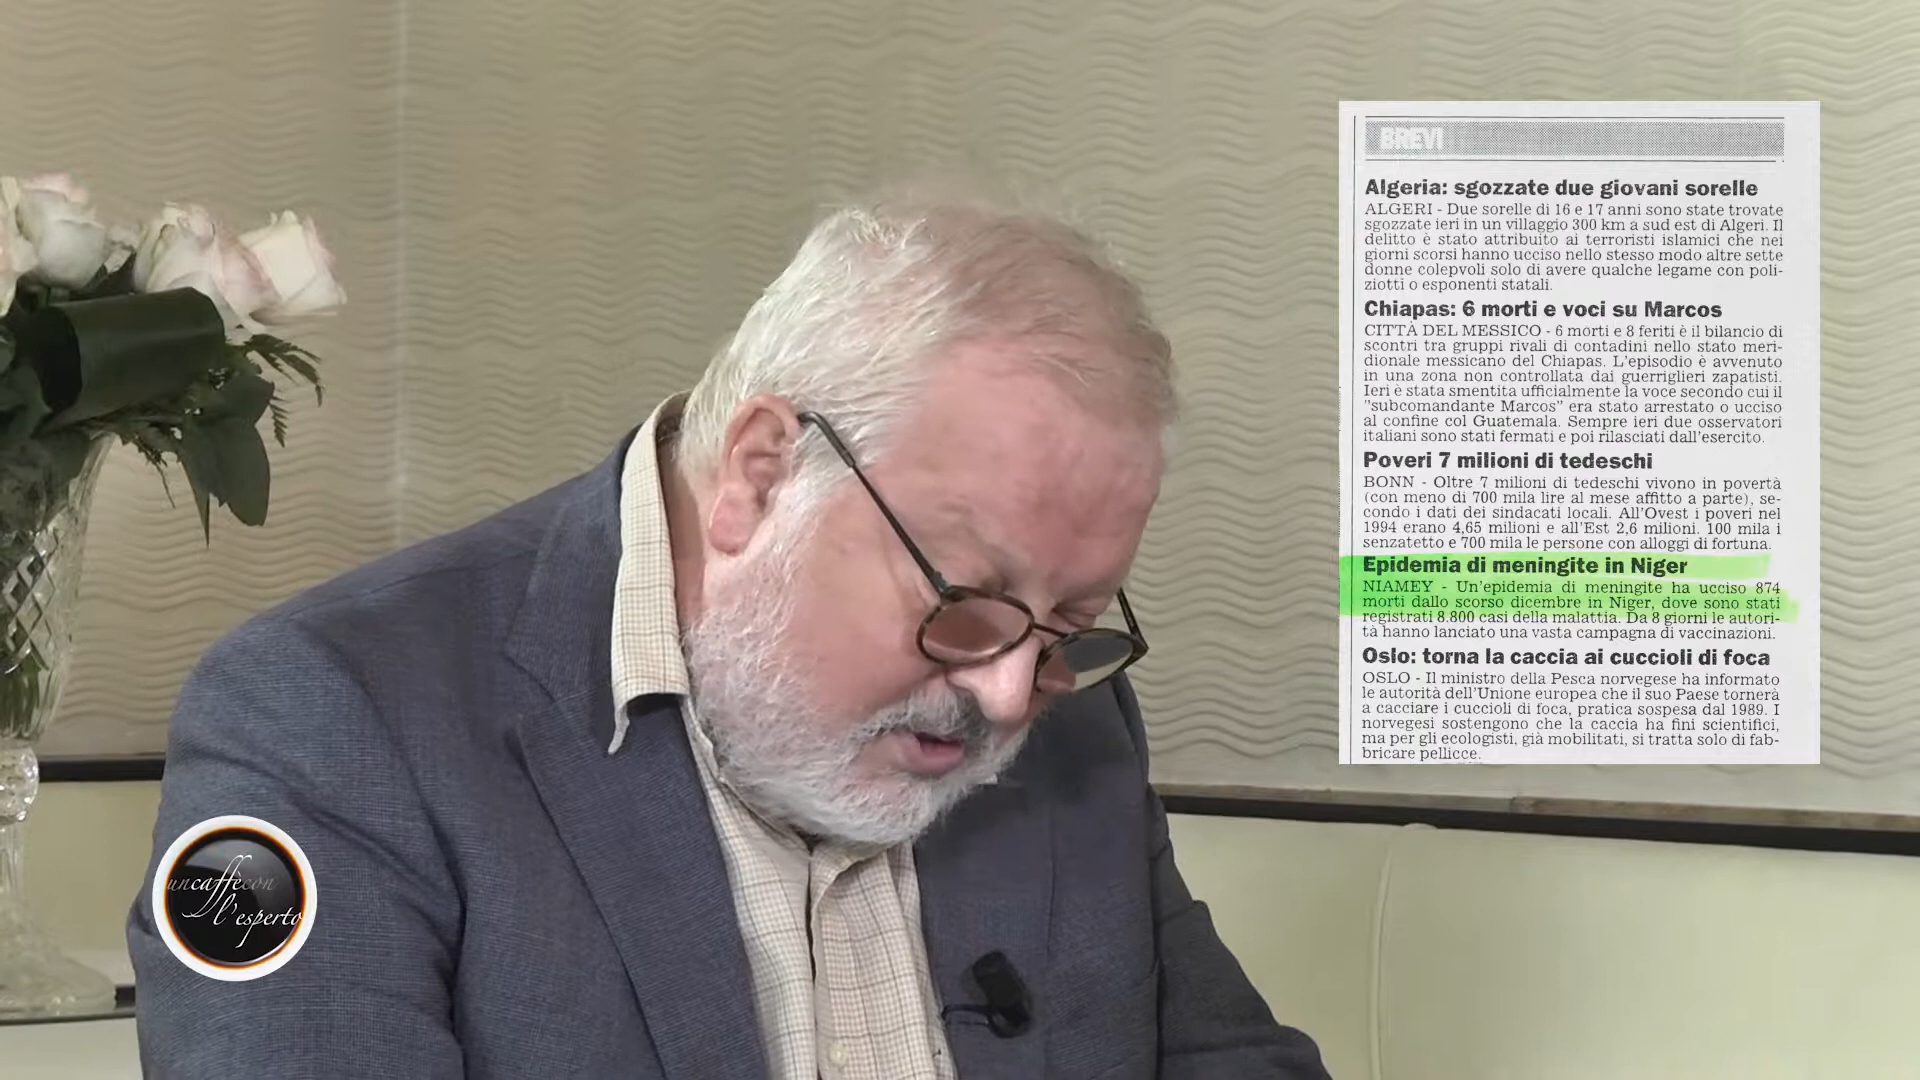 BREVI
Algeria: sgozzate due giovani sorelle
ALGERI - Due sorelle di 16 e 17 anni sono state trovate
sgozzate ieri in un villaggio 300 km a sud est di Algeri. Il
delitto è stato attribuito ai terroristi islamici che nei
giorni scorsi hanno ucciso nello stesso modo altre sette
donne colepvoli solo di avere qualche legame con poli-
ziotti o esponenti statali.
Chiapas: 6 morti e voci su Marcos
CITTÀ DEL MESSICO - 6 morti e 8 feriti è il bilancio di
scontri tra gruppi rivali di contadini nello stato meri-
dionale messicano del Chiapas. L'episodio è avvenuto
in una zona non controllata dai guerriglieri zapatisti.
Ieri è stata smentita ufficialmente la voce secondo cui il
"subcomandante Marcos" era stato arrestato o ucciso
al confine col Guatemala. Sempre ieri due osservatori
italiani sono stati fermati e poi rilasciati dall'esercito.
Poveri 7 milioni di tedeschi
BONN - Oltre 7 milioni di tedeschi vivono in povertà
(con meno di 700 mila lire al mese affitto a parte), se-
condo i dati dei sindacati locali. All'Ovest i poveri nel
1994 erano 4,65 milioni e all'Est 2,6 milioni. 100 mila i
senzatetto e 700 mila le persone con alloggi di fortuna.
Epidemia di meningite in Niger
NIAMEY - Un'epidemia di meningite ha ucciso 874
morti dallo scorso dicembre in Niger, dove sono stati
registrati 8.800 casi della malattia. Da 8 giorni le autori-
tà hanno lanciato una vasta campagna di vaccinazioni.
Oslo: torna la caccia ai cuccioli di foca
OSLO - Il ministro della Pesca norvegese ha informato
le autorità dell'Unione europea che il suo Paese tornerà
a cacciare i cuccioli di foca, pratica sospesa dal 1989. I
norvegesi sostengono che la caccia ha fini scientifici,
ma per gli ecologisti, già mobilitati, si tratta solo di fab-
bricare pellicce.
uncaffècon
l'esperto